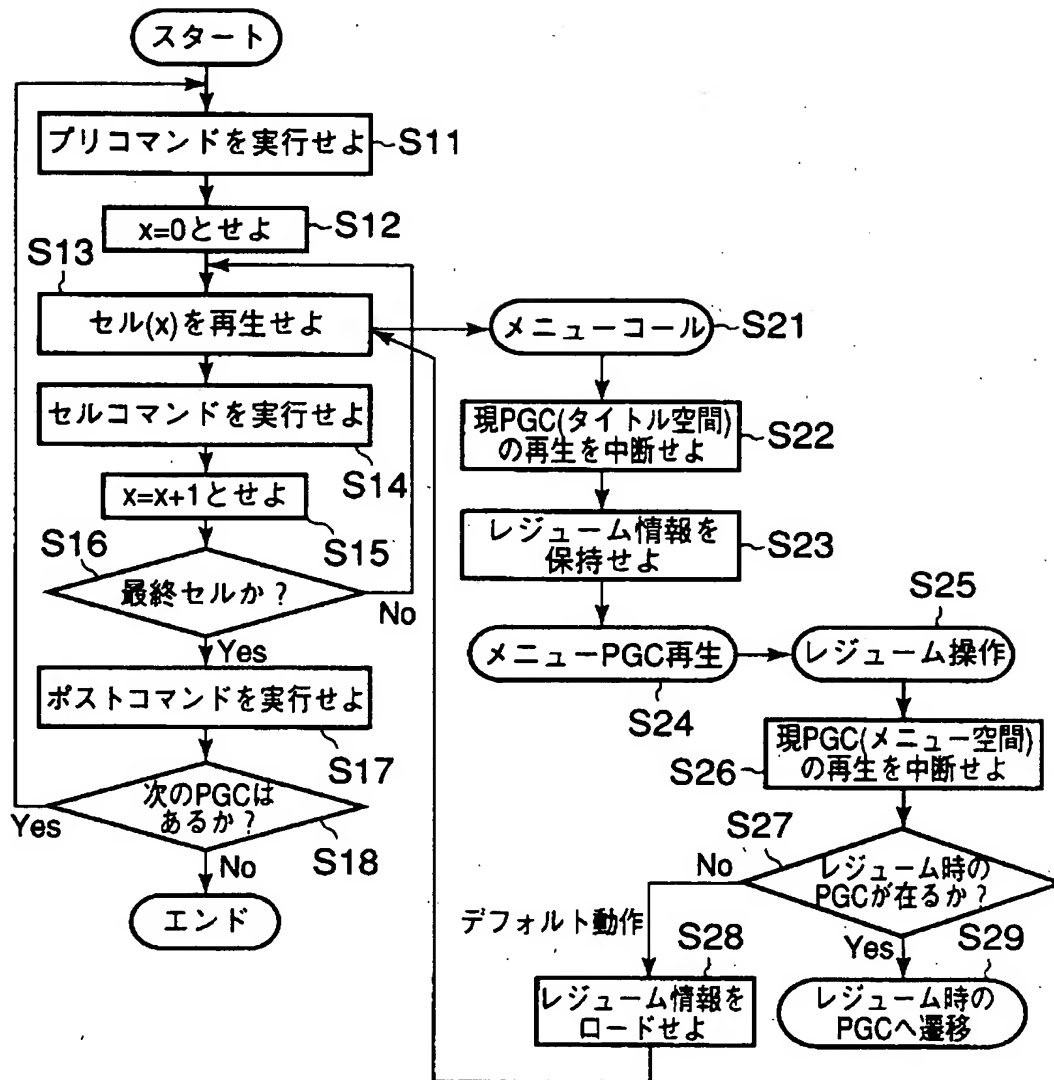 スタート
プリコマンドを実行せよ
S11
x=0とせよ
S12
S13
セル(x)を再生せよ
セルコマンドを実行せよ
S14
x=x+1とせよ
S15
S16
最終セルか?
No
Yes
ポストコマンドを実行せよ
S17
次のPGCは
あるか?
Yes
S18
No
エンド
メニューコール
S21
現PGC(タイトル空間)
の再生を中断せよ
S22
レジューム情報を
保持せよ
S23
メニューPGC再生
S24
S25
レジューム操作
現PGC(メニュー空間)
の再生を中断せよ
S26
S27
レジューム時の
PGCが在るか?
No
デフォルト動作
Yes
S28
レジューム情報を
ロードせよ
S29
レジューム時の
PGCへ遷移